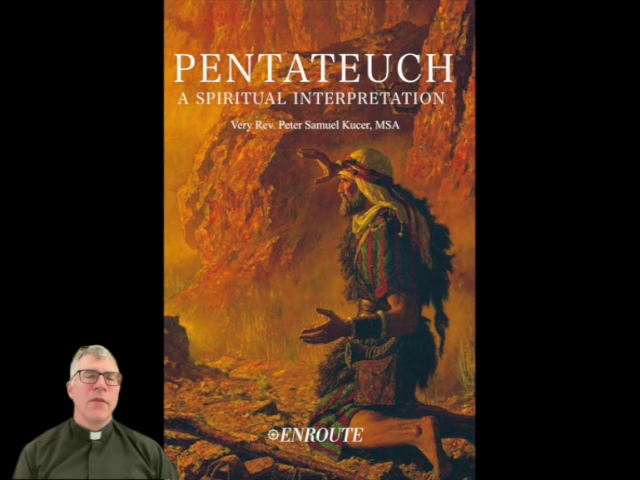 PENTATEUCH
A SPIRITUAL INTERPRETATION
Very Rev. Peter Samuel Kucer, MSA
ENROUTE